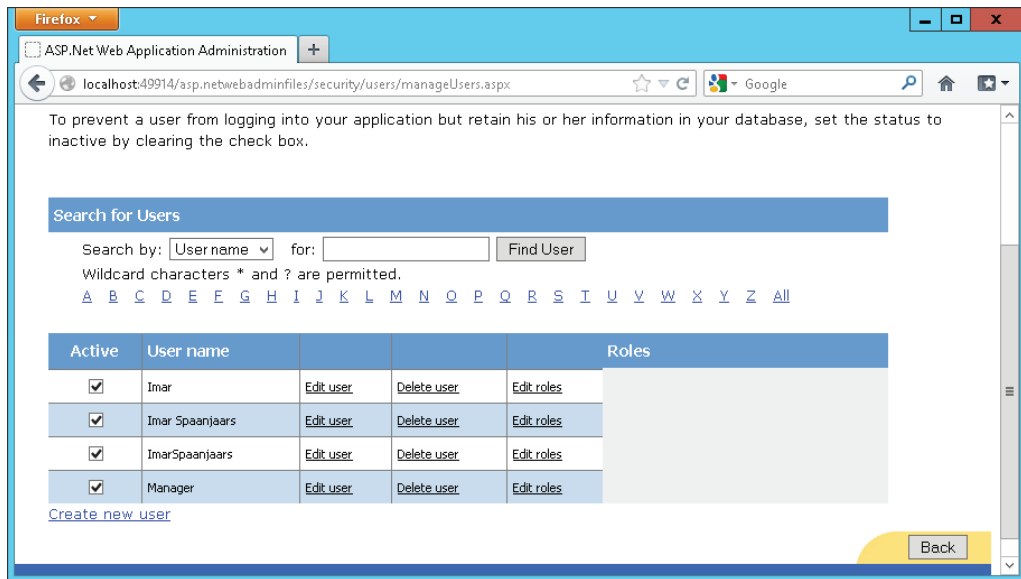 Firefox
ASP.Net Web Application Administration
localhost:49914/asp.netwebadminfiles/security/users/manageUsers.aspx
Google
To prevent a user from logging into your application but retain his or her information in your database, set the status to
inactive by clearing the check box.
Search for Users
Search by: User name for: Find User
Wildcard characters * and ? are permitted.
A B C D E F G H I J K L M N O P Q R S T U V W X Y Z All
Active User name Roles
Imar Edit user Delete user Edit roles
Imar Spaanjaars Edit user Delete user Edit roles
ImarSpaanjaars Edit user Delete user Edit roles
Manager Edit user Delete user Edit roles
Create new user
Back